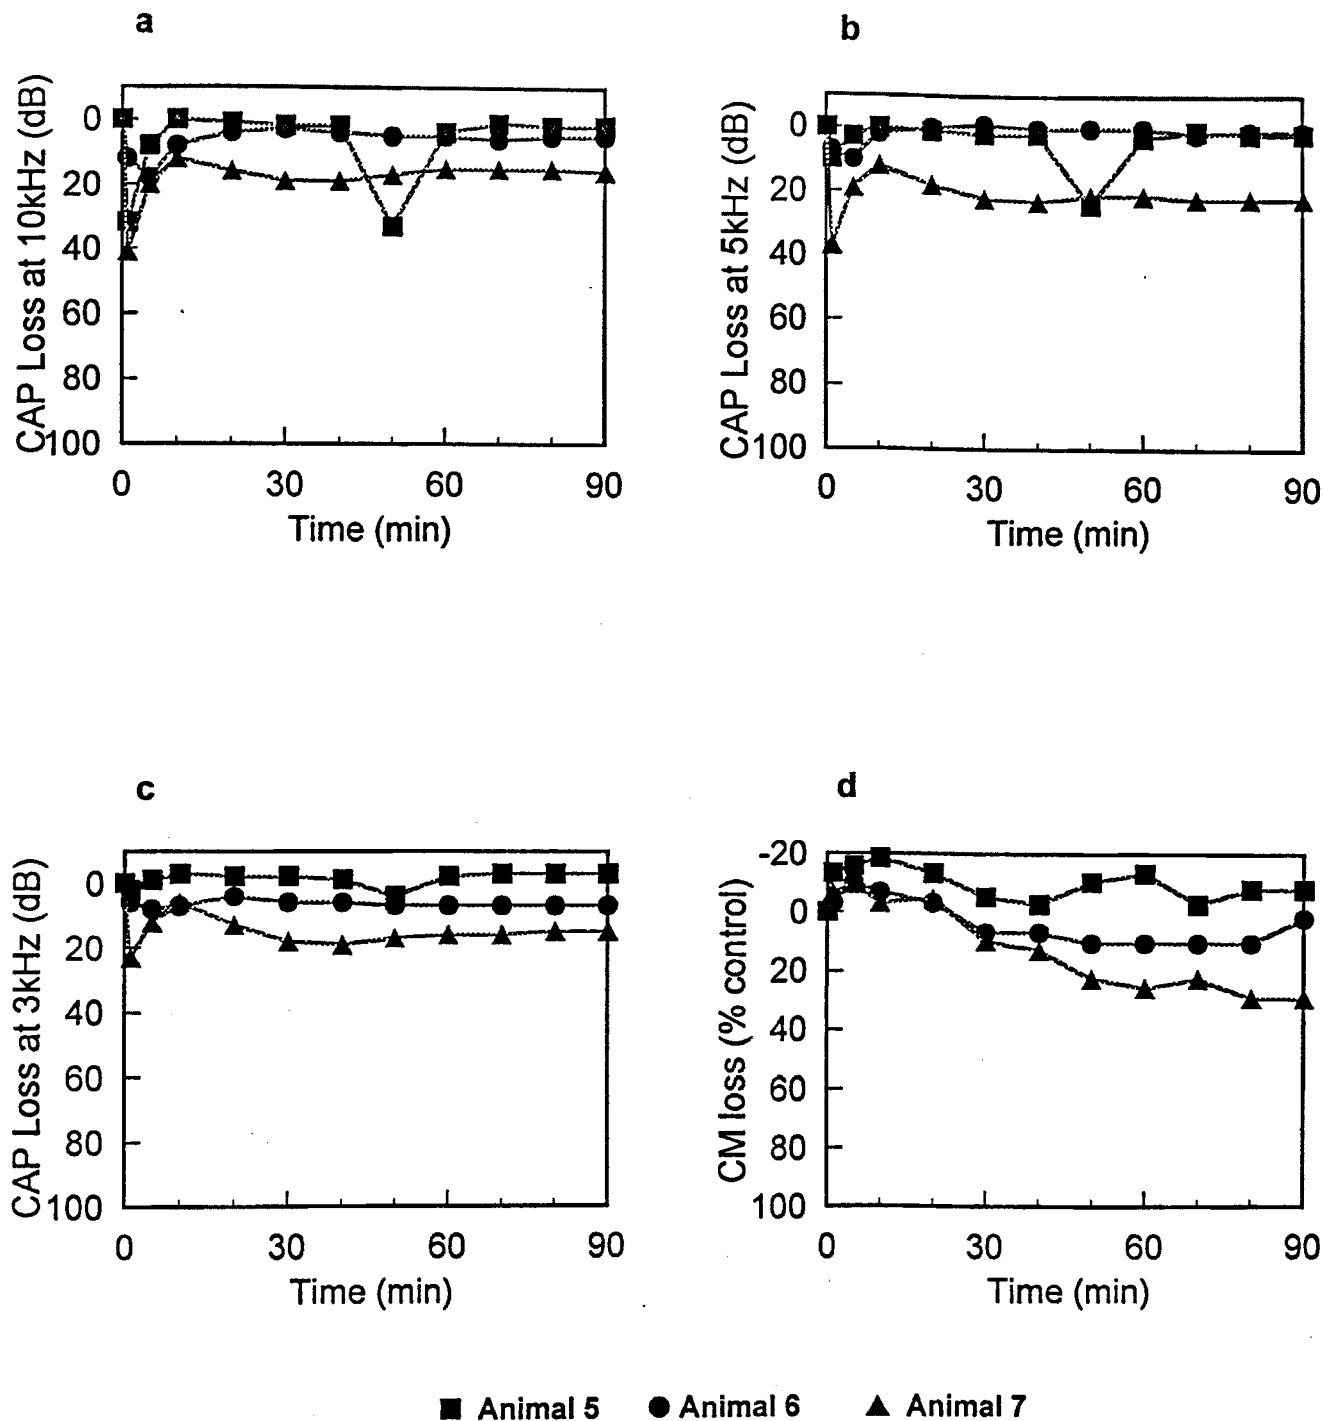 a
CAP Loss at 10kHz (dB)
0
20
40
60
80
100
0 30 60 90
Time (min)
b
CAP Loss at 5kHz (dB)
0
20
40
60
80
100
0 30 60 90
Time (min)
c
CAP Loss at 3kHz (dB)
0
20
40
60
80
100
0 30 60 90
Time (min)
d
CM loss (% control)
-20
0
20
40
60
80
100
0 30 60 90
Time (min)
Animal 5 Animal 6 Animal 7